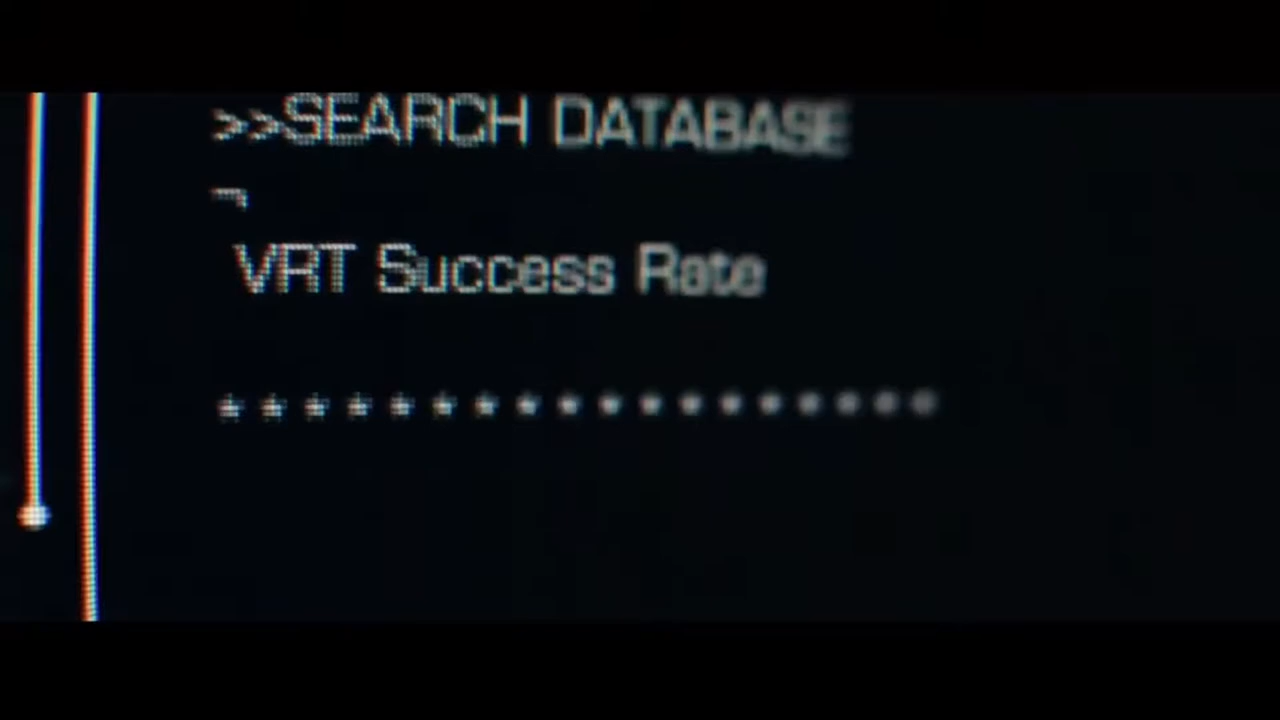 >>SEARCH DATABASE
¬
VRT Success Rate
* * * * * * * * * * * * * * * * * *